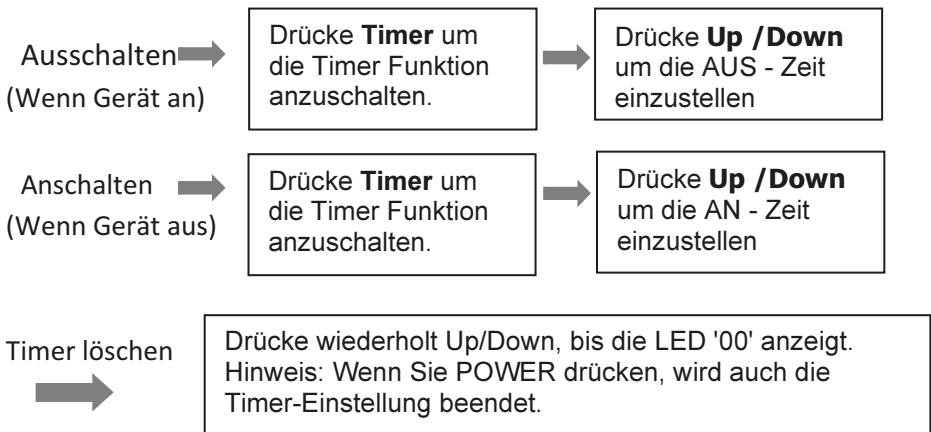 Ausschalten
(Wenn Gerät an)
Drücke Timer um
die Timer Funktion
anzuschalten.
Drücke Up /Down
um die AUS - Zeit
einzustellen
Anschalten
(Wenn Gerät aus)
Drücke Timer um
die Timer Funktion
anzuschalten.
Drücke Up /Down
um die AN - Zeit
einzustellen
Timer löschen
Drücke wiederholt Up/Down, bis die LED '00' anzeigt.
Hinweis: Wenn Sie POWER drücken, wird auch die
Timer-Einstellung beendet.